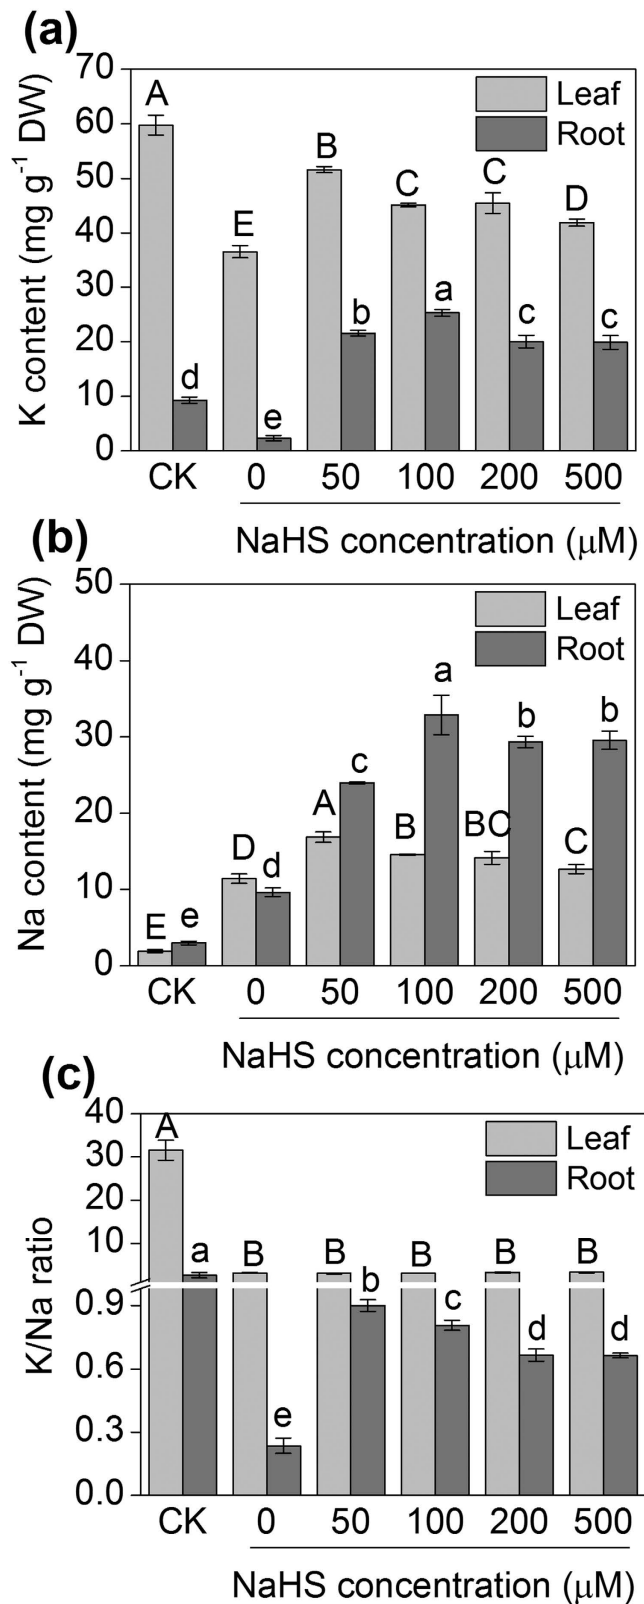 (a)
70
60
50
40
30
20
10
0
K content (mg g⁻¹ DW)
Leaf
Root
A
d
E
e
B
b
C
a
C
c
D
c
CK 0 50 100 200 500
NaHS concentration (μM)
(b)
50
40
30
20
10
0
Na content (mg g⁻¹ DW)
Leaf
Root
E
e
D
d
A
c
B
a
BC
b
C
b
CK 0 50 100 200 500
NaHS concentration (μM)
(c)
40
30
20
10
0.9
0.6
0.3
0.0
K/Na ratio
Leaf
Root
A
a
B
e
B
b
B
c
B
d
B
d
CK 0 50 100 200 500
NaHS concentration (μM)